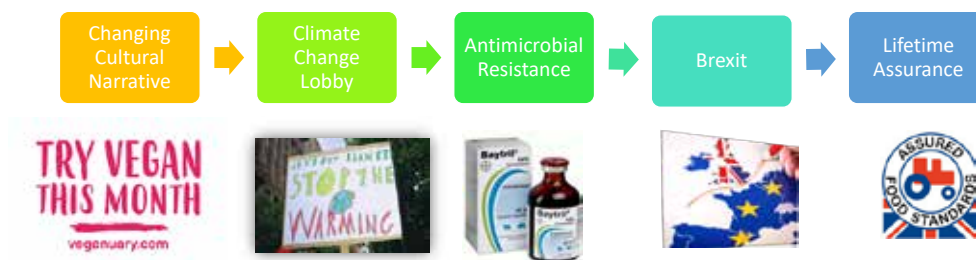 Changing
Cultural
Narrative
Climate
Change
Lobby
Antimicrobial
Resistance
Brexit
Lifetime
Assurance
TRY VEGAN
THIS MONTH
veganuary.com
STOP THE
WARMING
Baytril
Baytril
ASSURED
FOOD STANDARDS